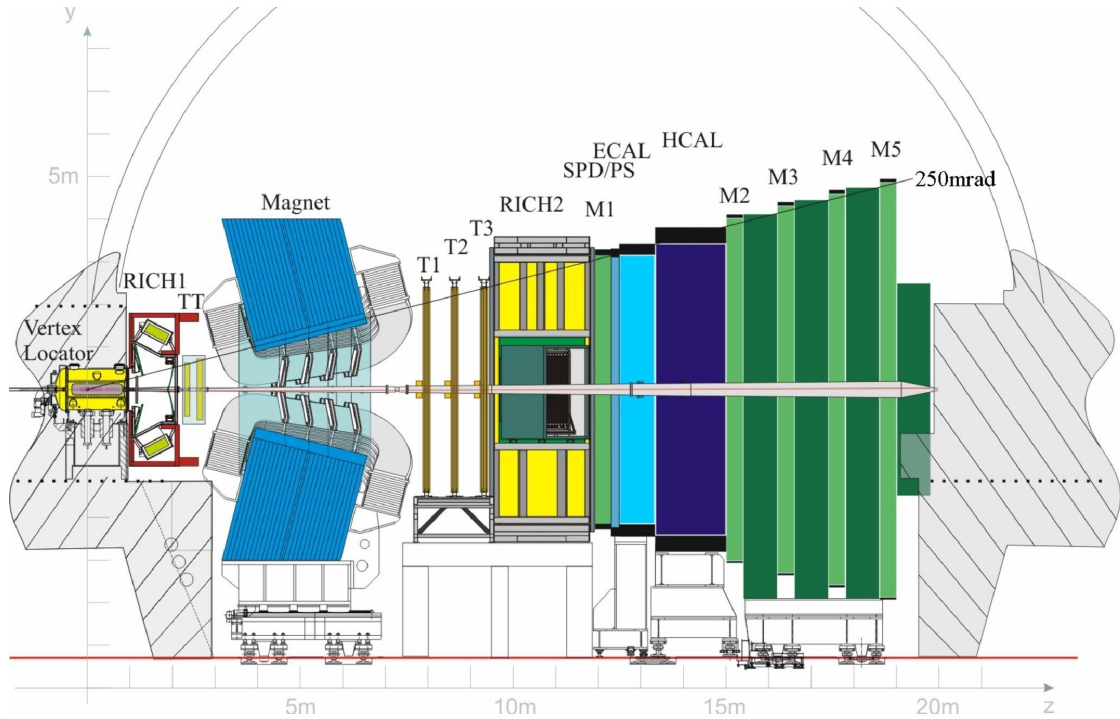 y
5m
Vertex
Locator
RICH1
TT
Magnet
T1
T2
T3
RICH2
M1
SPD/PS
ECAL
HCAL
M2
M3
M4
M5
250mrad
5m
10m
15m
20m
z